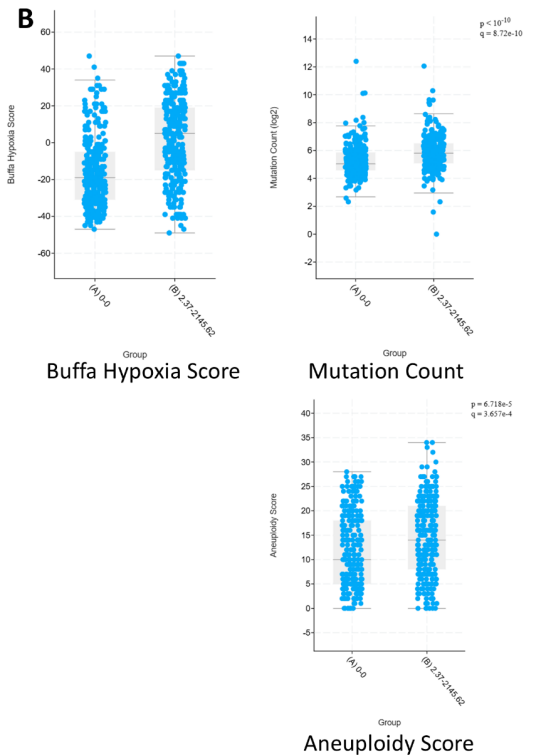 B
60
40
20
0
-20
-40
-60
Buffa Hypoxia Score
(A) 0-0
(B) 2.37-2145.62
Group
Buffa Hypoxia Score
p < 10-10
q = 8.72e-10
14
12
10
8
6
4
2
0
-2
Mutation Count (log2)
(A) 0-0
(B) 2.37-2145.62
Group
Mutation Count
p = 6.718e-5
q = 3.657e-4
40
35
30
25
20
15
10
5
0
-5
Aneuploidy Score
(A) 0-0
(B) 2.37-2145.62
Group
Aneuploidy Score